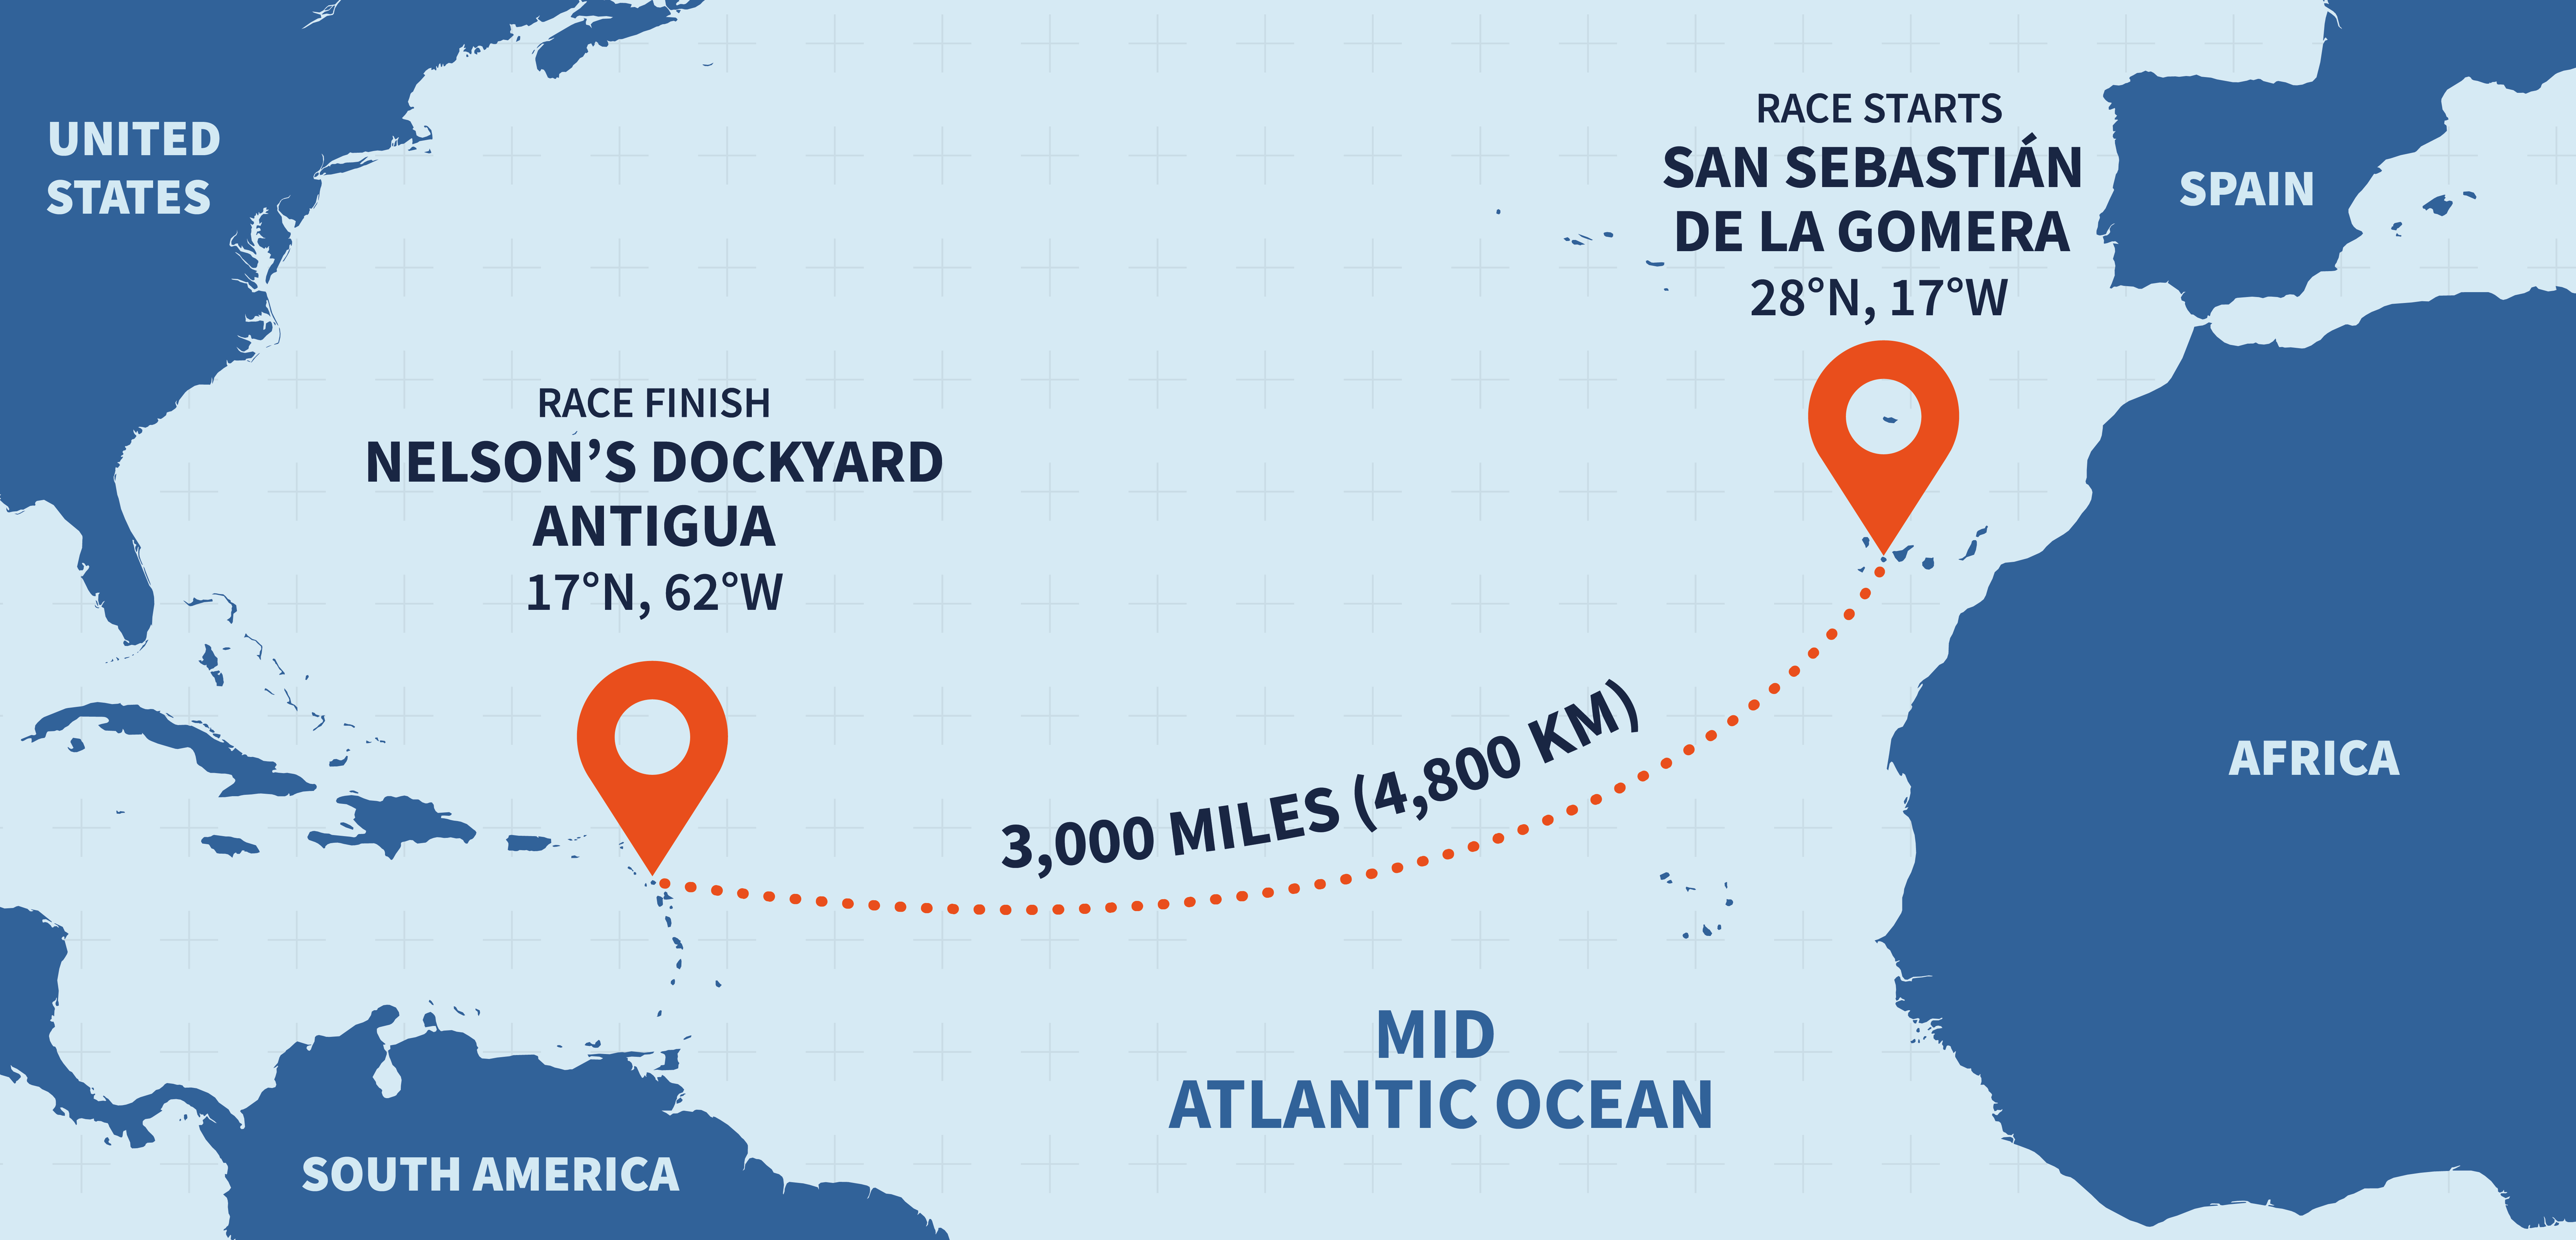 UNITED
STATES
RACE STARTS
SAN SEBASTIÁN
DE LA GOMERA
28°N, 17°W
SPAIN
RACE FINISH
NELSON’S DOCKYARD
ANTIGUA
17°N, 62°W
3,000 MILES (4,800 KM)
AFRICA
MID
ATLANTIC OCEAN
SOUTH AMERICA